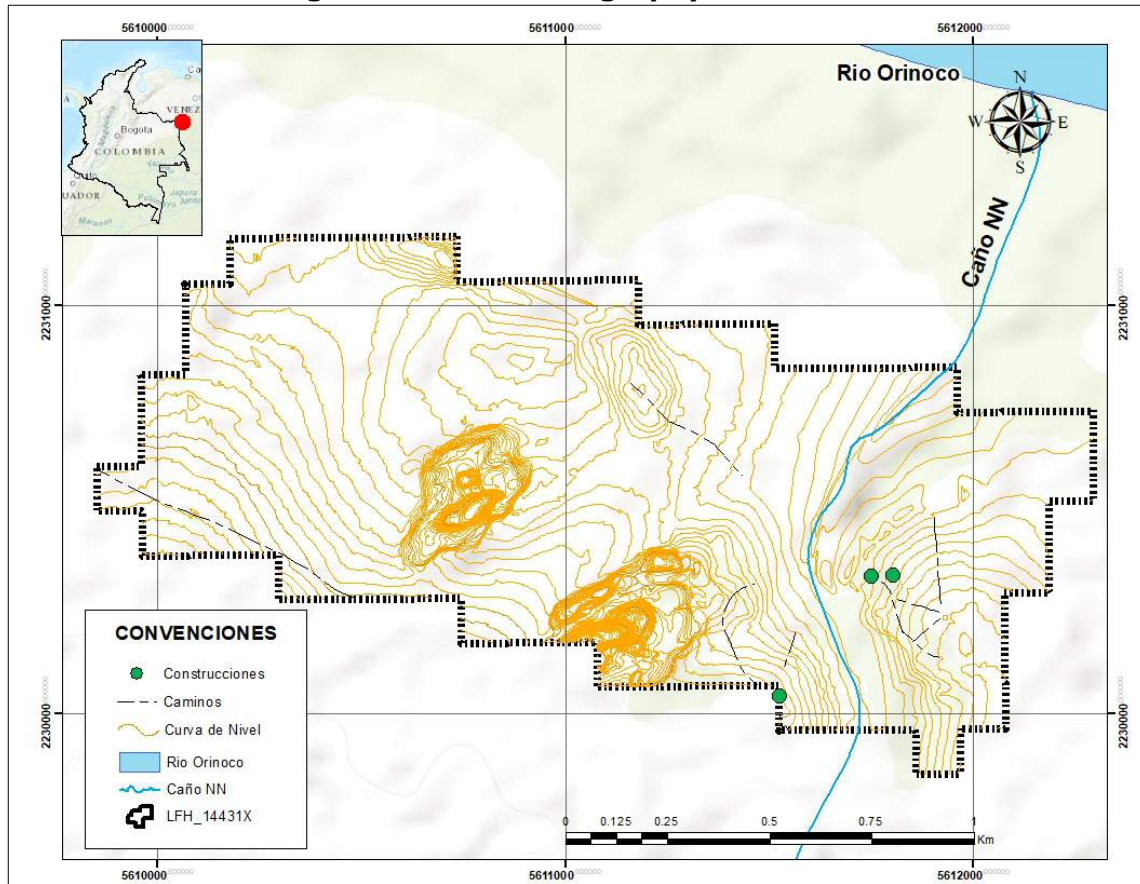 5610000
5611000
5612000
Rio Orinoco
N
W
E
S
VENEZ
Bogota
COLOMBIA
UADOR
Caño NN
2231000
2231000
2230000
2230000
CONVENCIONES
Construcciones
Caminos
Curva de Nivel
Rio Orinoco
Caño NN
LFH_14431X
0 0.125 0.25 0.5 0.75 1
Km
5610000
5611000
5612000